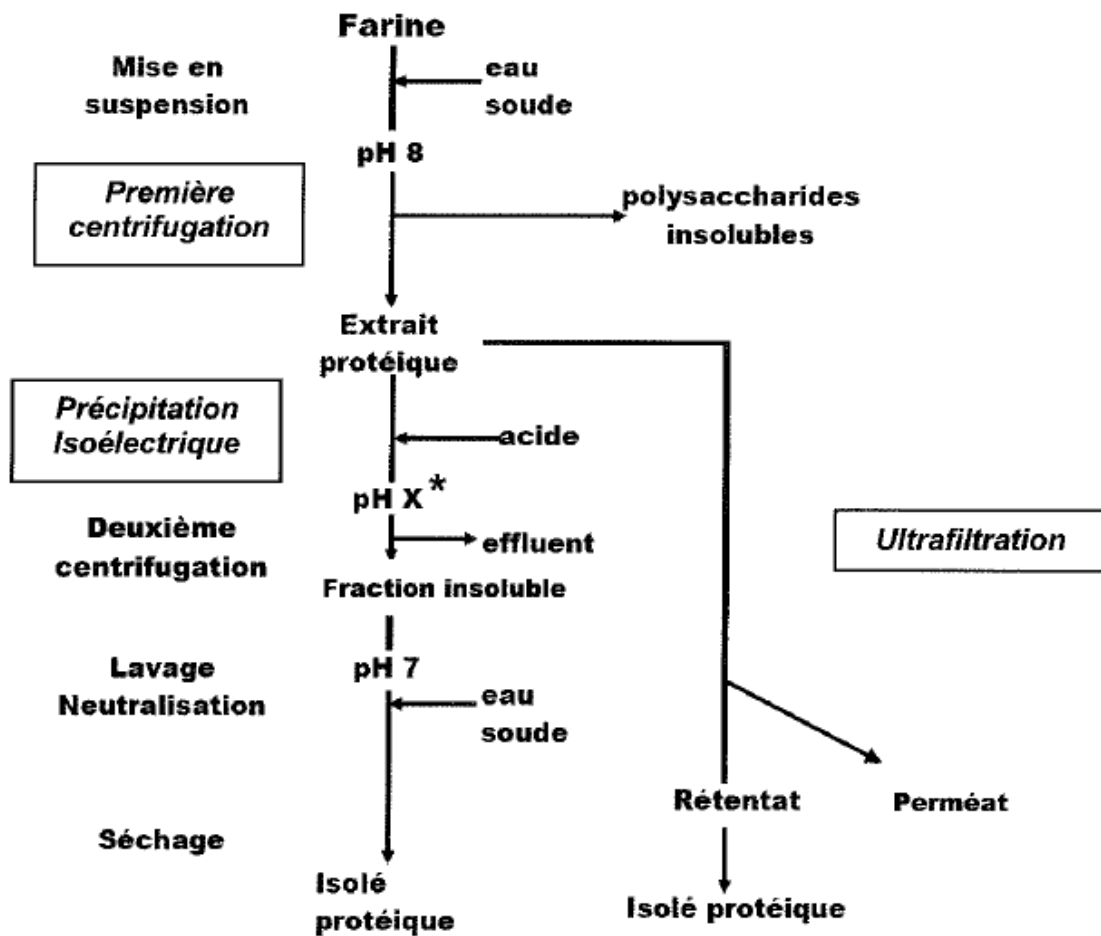 Farine
Mise en
suspension
eau
soude
pH 8
Première
centrifugation
polysaccharides
insolubles
Extrait
protéique
Précipitation
Isoélectrique
acide
pH X*
Deuxième
centrifugation
effluent
Ultrafiltration
Fraction insoluble
Lavage
Neutralisation
pH 7
eau
soude
Rétentat
Perméat
Séchage
Isolé
protéique
Isolé protéique